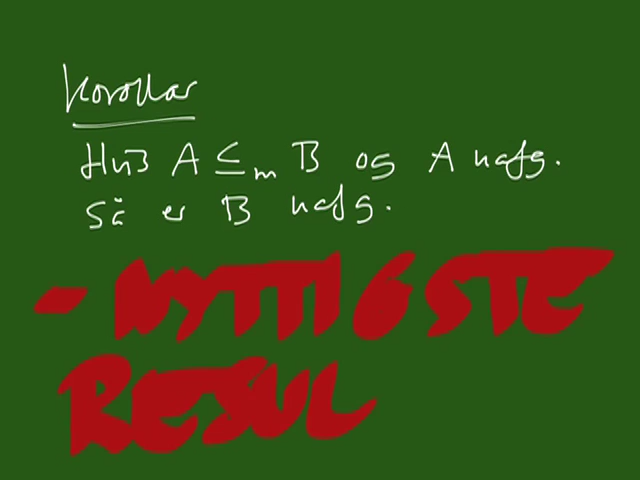 Korollar
Hvis A ≤m B og A uafg.
Så er B uafg.
- NYTTIGSTE
RESUL